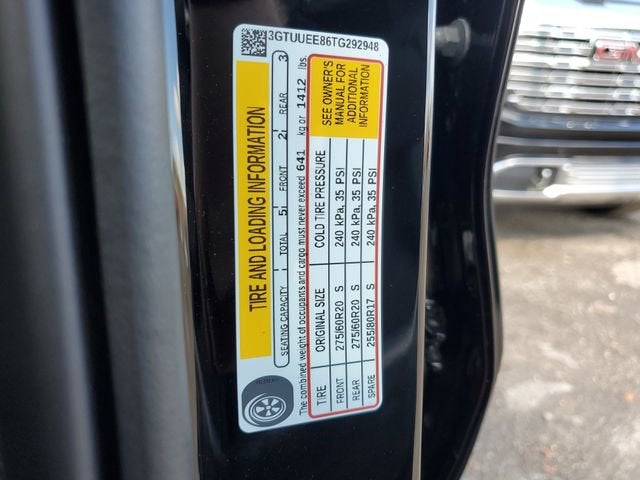 3GTUUEE86TG292948
TIRE AND LOADING INFORMATION
SEATING CAPACITY TOTAL 5 FRONT 2 REAR 3
The combined weight of occupants and cargo must never exceed 641 kg or 1412 lbs.
TIRE ORIGINAL SIZE COLD TIRE PRESSURE
FRONT 275/60R20 S 240 kPa, 35 PSI
REAR 275/60R20 S 240 kPa, 35 PSI
SPARE 255/80R17 S 240 kPa, 35 PSI
SEE OWNER'S
MANUAL FOR
ADDITIONAL
INFORMATION
GMC